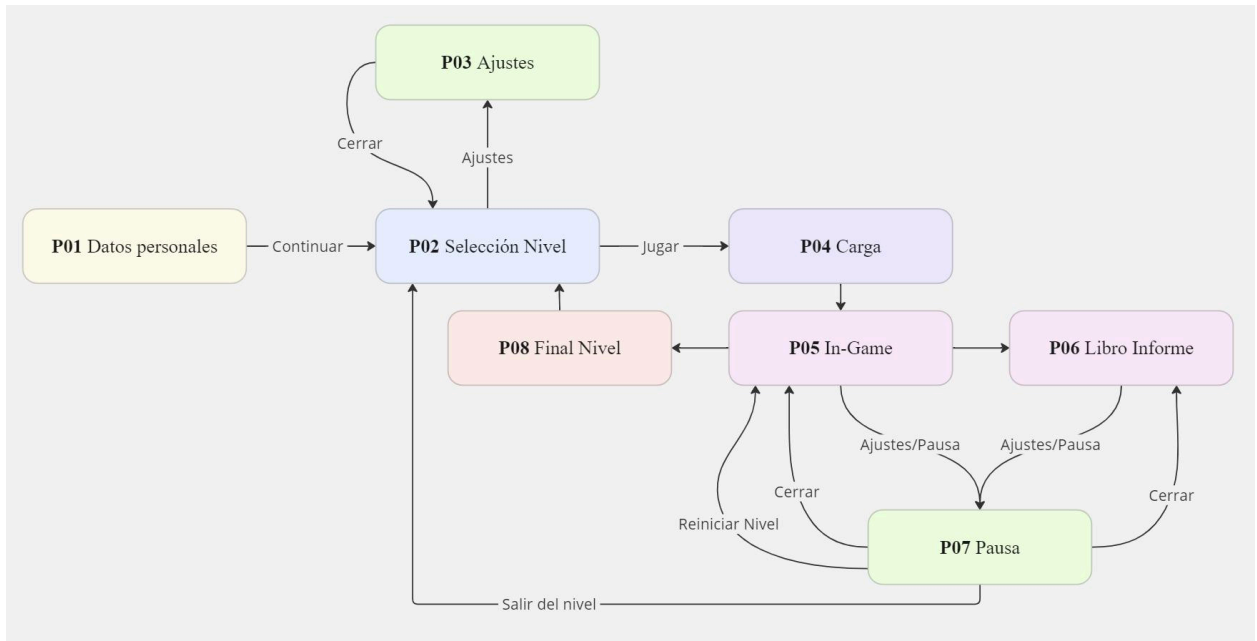 P03 Ajustes
Cerrar
Ajustes
P01 Datos personales
Continuar
P02 Selección Nivel
Jugar
P04 Carga
P08 Final Nivel
P05 In-Game
P06 Libro Informe
Ajustes/Pausa
Ajustes/Pausa
Cerrar
Cerrar
Reiniciar Nivel
P07 Pausa
Salir del nivel